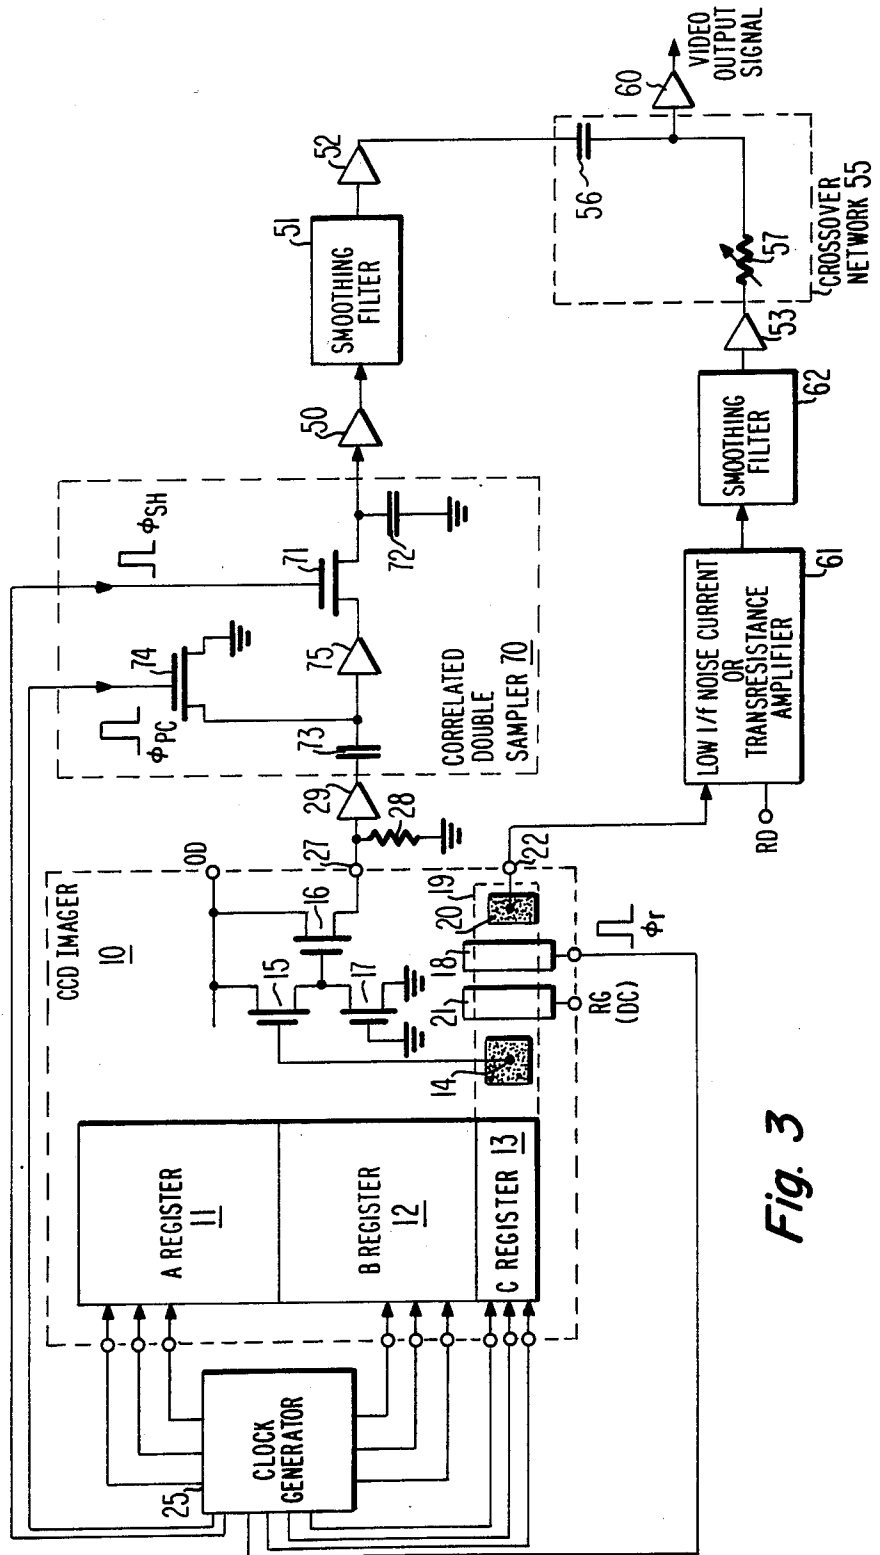 CCD IMAGER
10
A REGISTER
11
B REGISTER
12
C REGISTER 13
CLOCK
GENERATOR
25
OD
15
16
17
14
21
18
20
19
22
27
28
29
RG
(DC)
ϕr
ϕPC
ϕSH
73
74
75
71
72
CORRELATED
DOUBLE
SAMPLER 70
50
51
SMOOTHING
FILTER
52
RD
LOW 1/f NOISE CURRENT
OR
TRANSRESISTANCE
AMPLIFIER
61
SMOOTHING
FILTER
62
53
56
57
CROSSOVER
NETWORK 55
60
VIDEO
OUTPUT
SIGNAL
Fig. 3